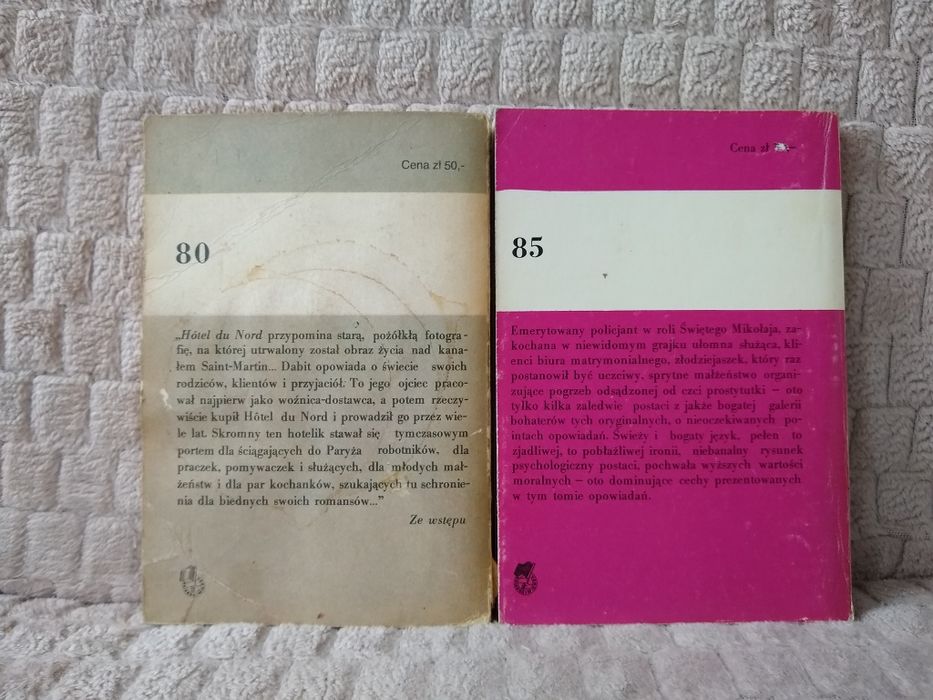 Cena zł 50,-
80
„Hôtel du Nord przypomina starą, pożółkłą fotogra-
fię, na której utrwalony został obraz życia nad kana-
łem Saint-Martin... Dabit opowiada o świecie swoich
rodziców, klientów i przyjaciół. To jego ojciec praco-
wał najpierw jako woźnica-dostawca, a potem rzeczy-
wiście kupił Hôtel du Nord i prowadził go przez wie-
le lat. Skromny ten hotelik stawał się tymczasowym
portem dla ściągających do Paryża robotników, dla
praczek, pomywaczek i służących, dla młodych mał-
żeństw i dla par kochanków, szukających tu schronie-
nia dla biednych swoich romansów..."
Ze wstępu
Cena zł
85
Emerytowany policjant w roli Świętego Mikołaja, za-
kochana w niewidomym grajku ułomna służąca, kli-
enci biura matrymonialnego, złodziejaszek, który raz
postanowił być uczciwy, sprytne małżeństwo organi-
zujące pogrzeb odsądzonej od czci prostytutki – oto
tylko kilka zaledwie postaci z jakże bogatej galerii
bohaterów tych oryginalnych, o nieoczekiwanych po-
intach opowiadań. Świeży i bogaty język, pełen to
zjadliwej, to pobłażliwej ironii, niebanalny rysunek
psychologiczny postaci, pochwała wyższych wartości
moralnych – oto dominujące cechy prezentowanych
w tym tomie opowiadań.